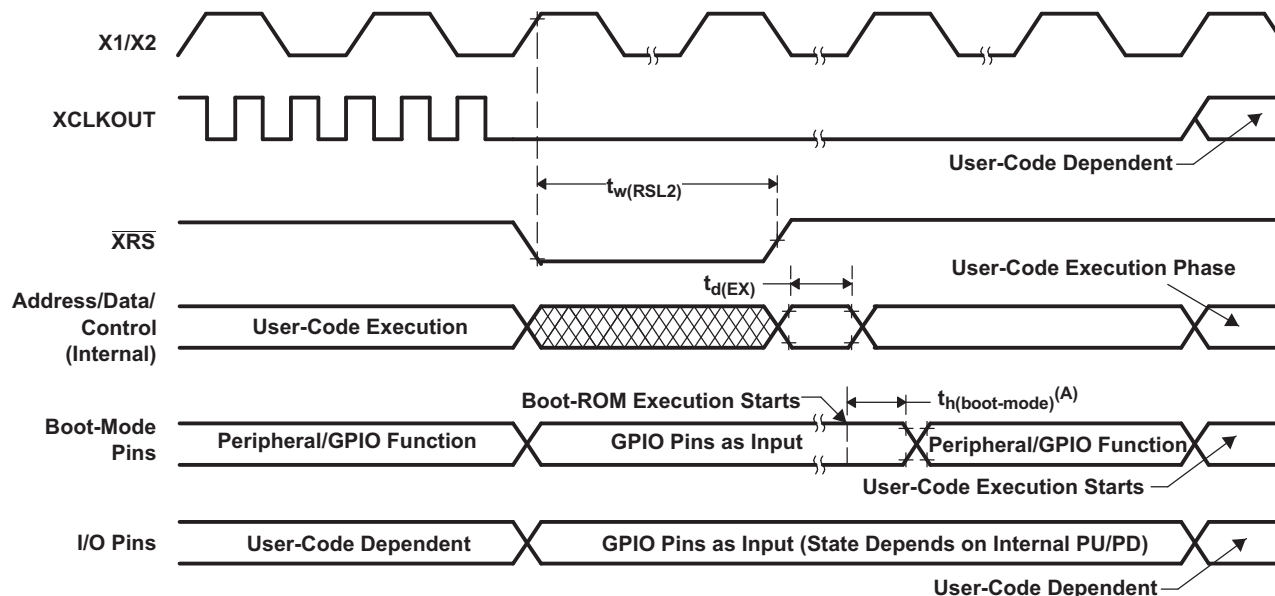 X1/X2
XCLKOUT
User-Code Dependent
tw(RSL2)
XRS
User-Code Execution Phase
td(EX)
Address/Data/
Control
(Internal)
User-Code Execution
Boot-ROM Execution Starts
th(boot-mode)(A)
Boot-Mode
Pins
Peripheral/GPIO Function
GPIO Pins as Input
Peripheral/GPIO Function
User-Code Execution Starts
I/O Pins
User-Code Dependent
GPIO Pins as Input (State Depends on Internal PU/PD)
User-Code Dependent